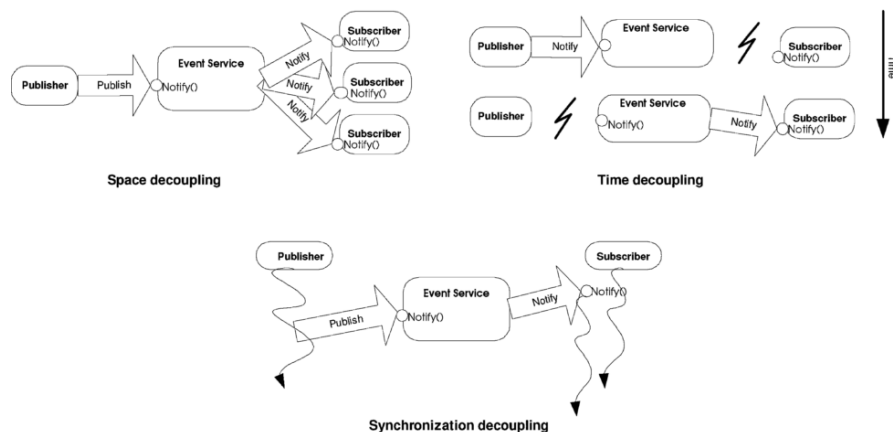 Publisher
Publish
Event Service
Notify()
Notify
Notify
Notify
Subscriber
Notify()
Subscriber
Notify()
Subscriber
Notify()
Space decoupling
Publisher
Notify
Event Service
Subscriber
Notify()
Time
Publisher
Event Service
Notify()
Notify
Subscriber
Notify()
Time decoupling
Publisher
Subscriber
Publish
Event Service
Notify()
Notify
Notify()
Synchronization decoupling